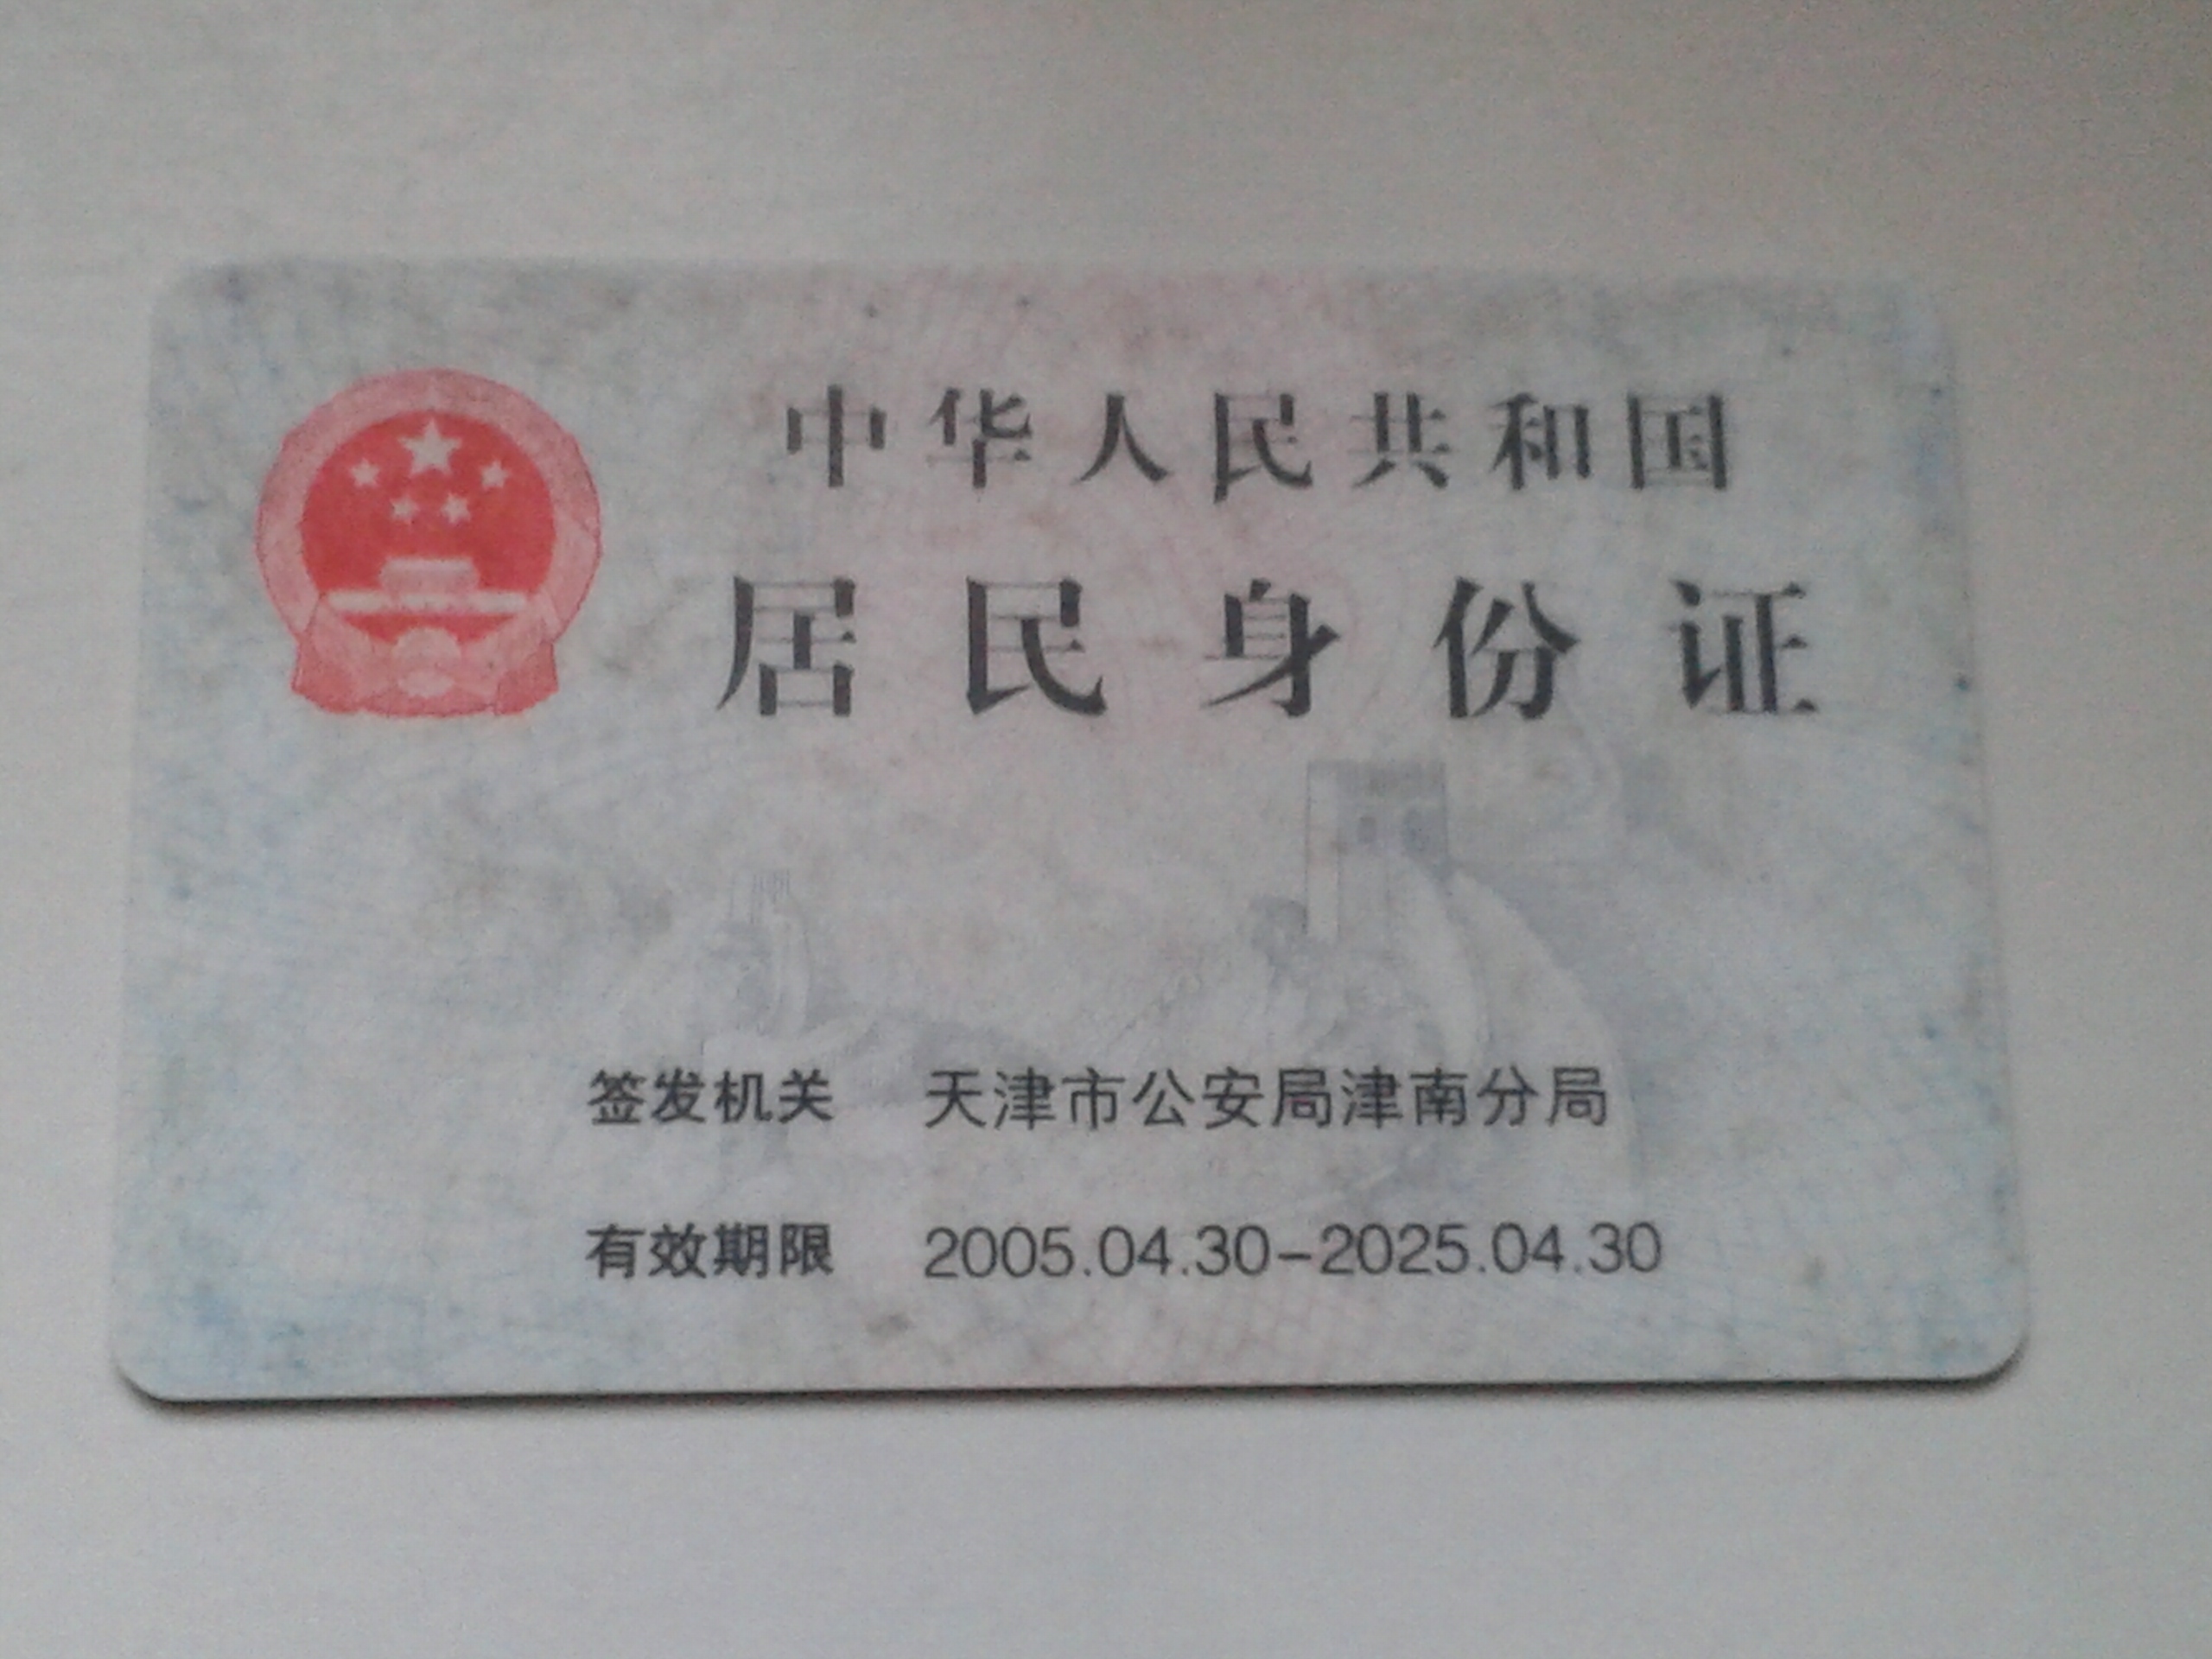 中华人民共和国
居民身份证
签发机关 天津市公安局津南分局
有效期限 2005.04.30-2025.04.30